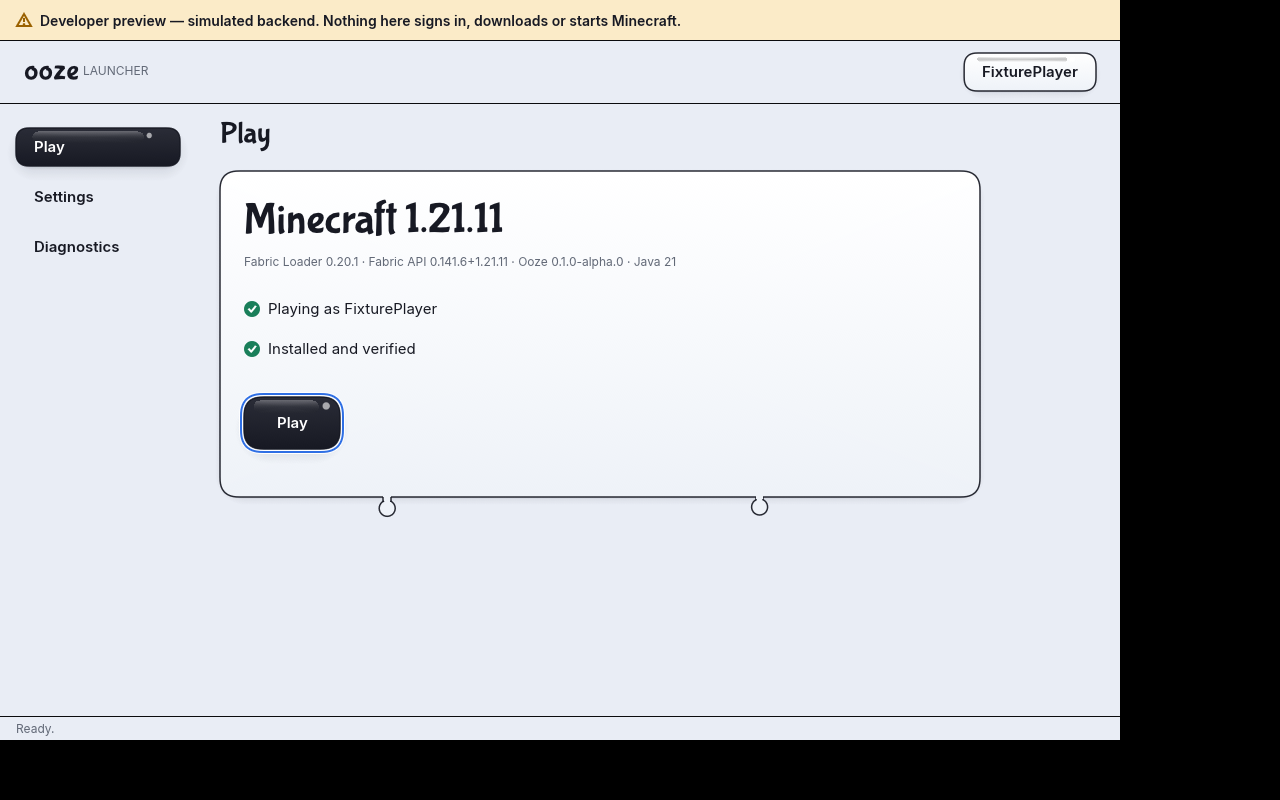 Developer preview — simulated backend. Nothing here signs in, downloads or starts Minecraft.
ooze LAUNCHER
FixturePlayer
Play
Settings
Diagnostics
Play
Minecraft 1.21.11
Fabric Loader 0.20.1 · Fabric API 0.141.6+1.21.11 · Ooze 0.1.0-alpha.0 · Java 21
Playing as FixturePlayer
Installed and verified
Play
Ready.